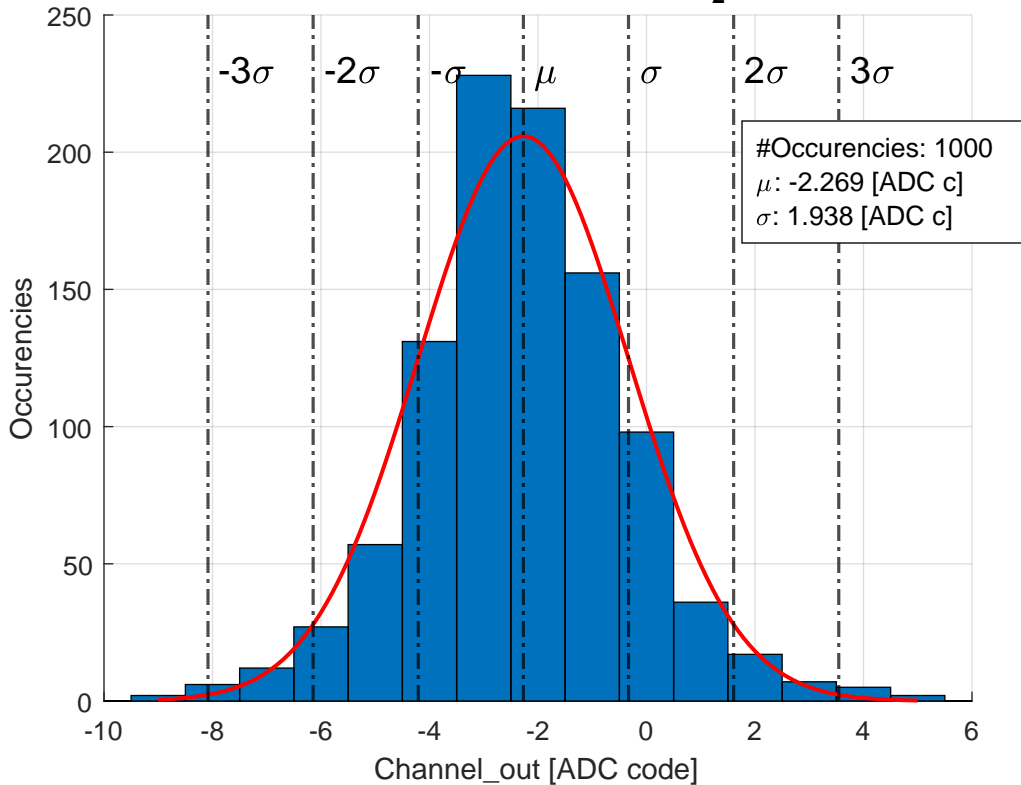 2
250
200
150
100
50
0
-3σ
-2σ
-σ
μ
σ
2σ
3σ
#Occurencies: 1000
μ: -2.269 [ADC c]
σ: 1.938 [ADC c]
Occurencies
-10
-8
-6
-4
-2
0
2
4
6
Channel_out [ADC code]